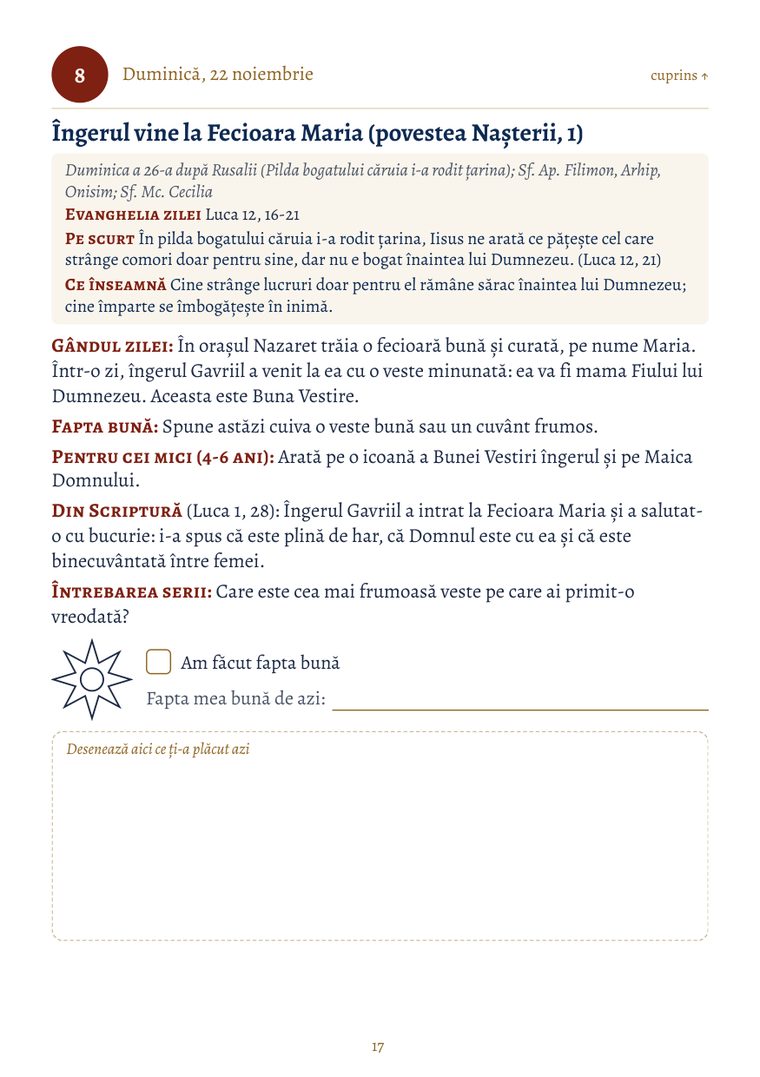 8
Duminică, 22 noiembrie
cuprins ↑
Îngerul vine la Fecioara Maria (povestea Nașterii, 1)
Duminica a 26-a după Rusalii (Pilda bogatului căruia i-a rodit țarina); Sf. Ap. Filimon, Arhip,
Onisim; Sf. Mc. Cecilia
Evanghelia zilei Luca 12, 16-21
Pe scurt În pilda bogatului căruia i-a rodit țarina, Iisus ne arată ce pățește cel care
strânge comori doar pentru sine, dar nu e bogat înaintea lui Dumnezeu. (Luca 12, 21)
Ce înseamnă Cine strânge lucruri doar pentru el rămâne sărac înaintea lui Dumnezeu;
cine împarte se îmbogățește în inimă.
Gândul zilei: În orașul Nazaret trăia o fecioară bună și curată, pe nume Maria.
Într-o zi, îngerul Gavriil a venit la ea cu o veste minunată: ea va fi mama Fiului lui
Dumnezeu. Aceasta este Buna Vestire.
Fapta bună: Spune astăzi cuiva o veste bună sau un cuvânt frumos.
Pentru cei mici (4-6 ani): Arată pe o icoană a Bunei Vestiri îngerul și pe Maica
Domnului.
Din Scriptură (Luca 1, 28): Îngerul Gavriil a intrat la Fecioara Maria și a salutat-
o cu bucurie: i-a spus că este plină de har, că Domnul este cu ea și că este
binecuvântată între femei.
Întrebarea serii: Care este cea mai frumoasă veste pe care ai primit-o
vreodată?
Am făcut fapta bună
Fapta mea bună de azi:
Desenează aici ce ți-a plăcut azi
17